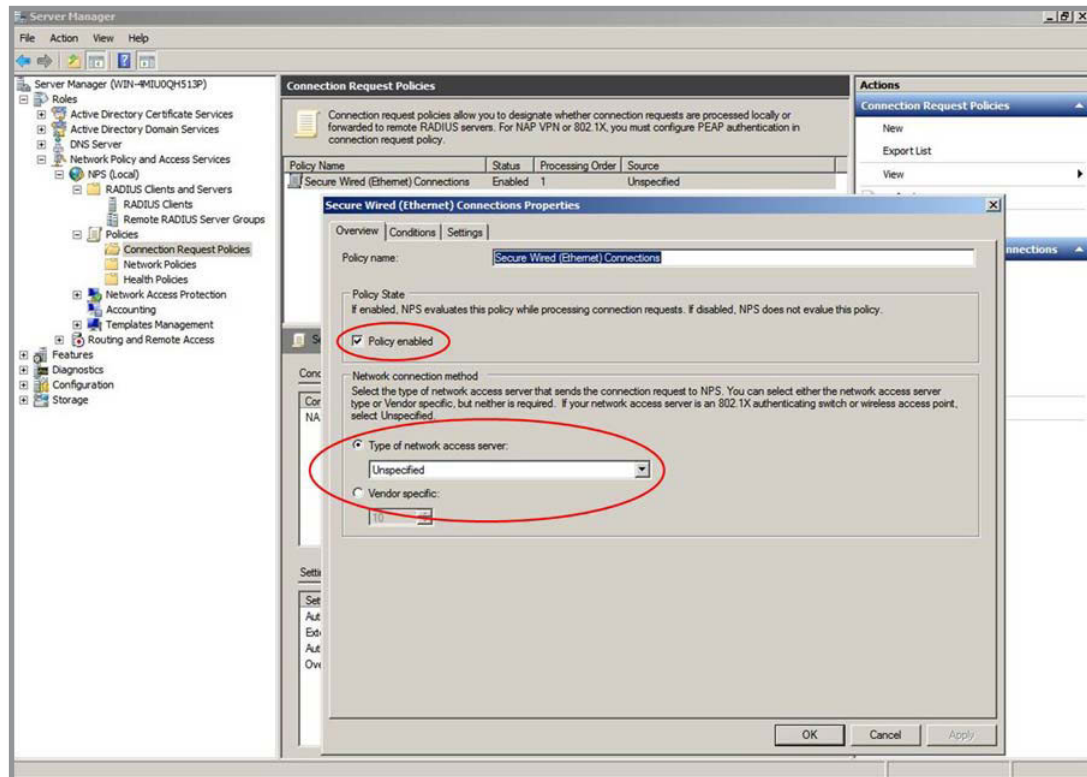 Server Manager
File Action View Help
Server Manager (WIN-4MIU0QH513P)
Roles
Active Directory Certificate Services
Active Directory Domain Services
DNS Server
Network Policy and Access Services
NPS (Local)
RADIUS Clients and Servers
RADIUS Clients
Remote RADIUS Server Groups
Policies
Connection Request Policies
Network Policies
Health Policies
Network Access Protection
Accounting
Templates Management
Routing and Remote Access
Features
Diagnostics
Configuration
Storage
Connection Request Policies
Connection request policies allow you to designate whether connection requests are processed locally or
forwarded to remote RADIUS servers. For NAP VPN or 802.1X, you must configure PEAP authentication in
connection request policy.
Policy Name Status Processing Order Source
Secure Wired (Ethernet) Connections Enabled 1 Unspecified
Actions
Connection Request Policies
New
Export List
View
nnections
Secure Wired (Ethernet) Connections Properties
Overview Conditions Settings
Policy name: Secure Wired (Ethernet) Connections
Policy State
If enabled, NPS evaluates this policy while processing connection requests. If disabled, NPS does not evaluate this policy.
Policy enabled
Network connection method
Select the type of network access server that sends the connection request to NPS. You can select either the network access server
type or Vendor specific, but neither is required. If your network access server is an 802.1X authenticating switch or wireless access point,
select Unspecified.
Type of network access server:
Unspecified
Vendor specific:
10
OK Cancel Apply
Cond
Cor
NA
Settin
Set
Aut
Exte
Aut
Ove